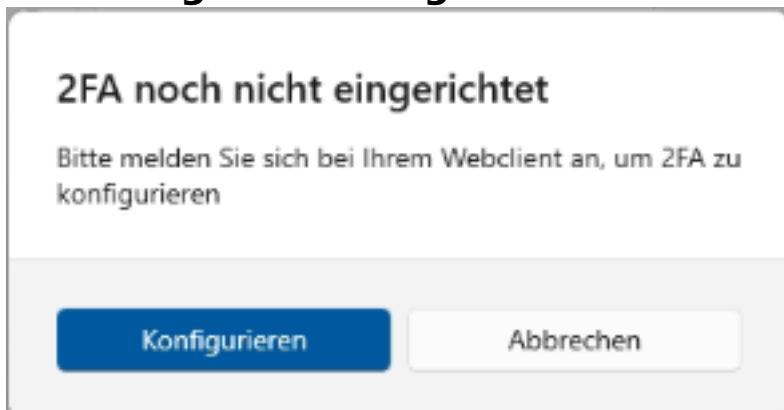 2FA noch nicht eingerichtet
Bitte melden Sie sich bei Ihrem Webclient an, um 2FA zu
konfigurieren
Konfigurieren
Abbrechen